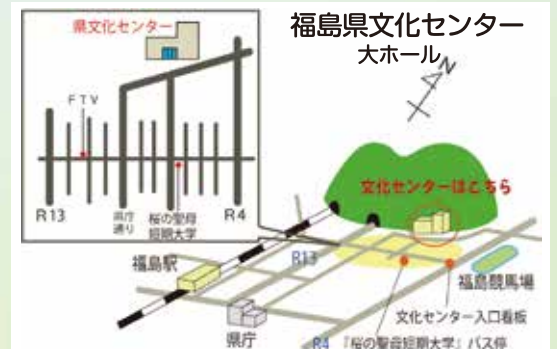 福島県文化センター
大ホール
県文化センター
FTV
R13
県庁
通り
桜の聖母
短期大学
R4
N
文化センターはこちら
福島駅
R13
福島競馬場
文化センター入口看板
県庁
R4
『桜の聖母短期大学』バス停